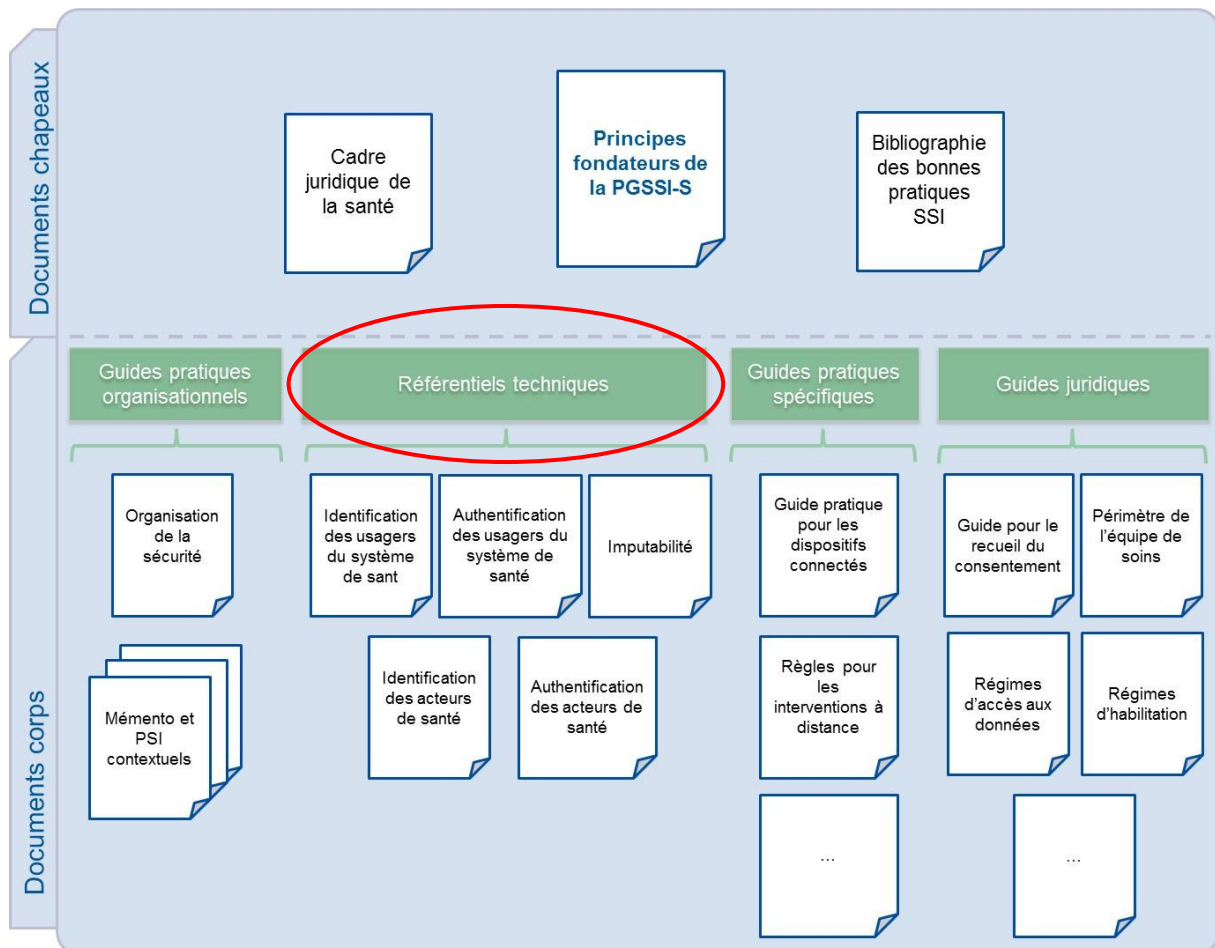 Documents chapeaux
Cadre
juridique de
la santé
Principes
fondateurs de
la PGSSI-S
Bibliographie
des bonnes
pratiques
SSI
Documents corps
Guides pratiques
organisationnels
Référentiels techniques
Guides pratiques
spécifiques
Guides juridiques
Organisation
de la
sécurité
Identification
des usagers
du système
de sant
Authentification
des usagers du
système de
santé
Imputabilité
Guide pratique
pour les
dispositifs
connectés
Guide pour le
recueil du
consentement
Périmètre de
l’équipe de
soins
Mémento et
PSI
contextuels
Identification
des acteurs
de santé
Authentification
des acteurs de
santé
Règles pour
les
interventions à
distance
Régimes
d’accès aux
données
Régimes
d’habilitation
…
…